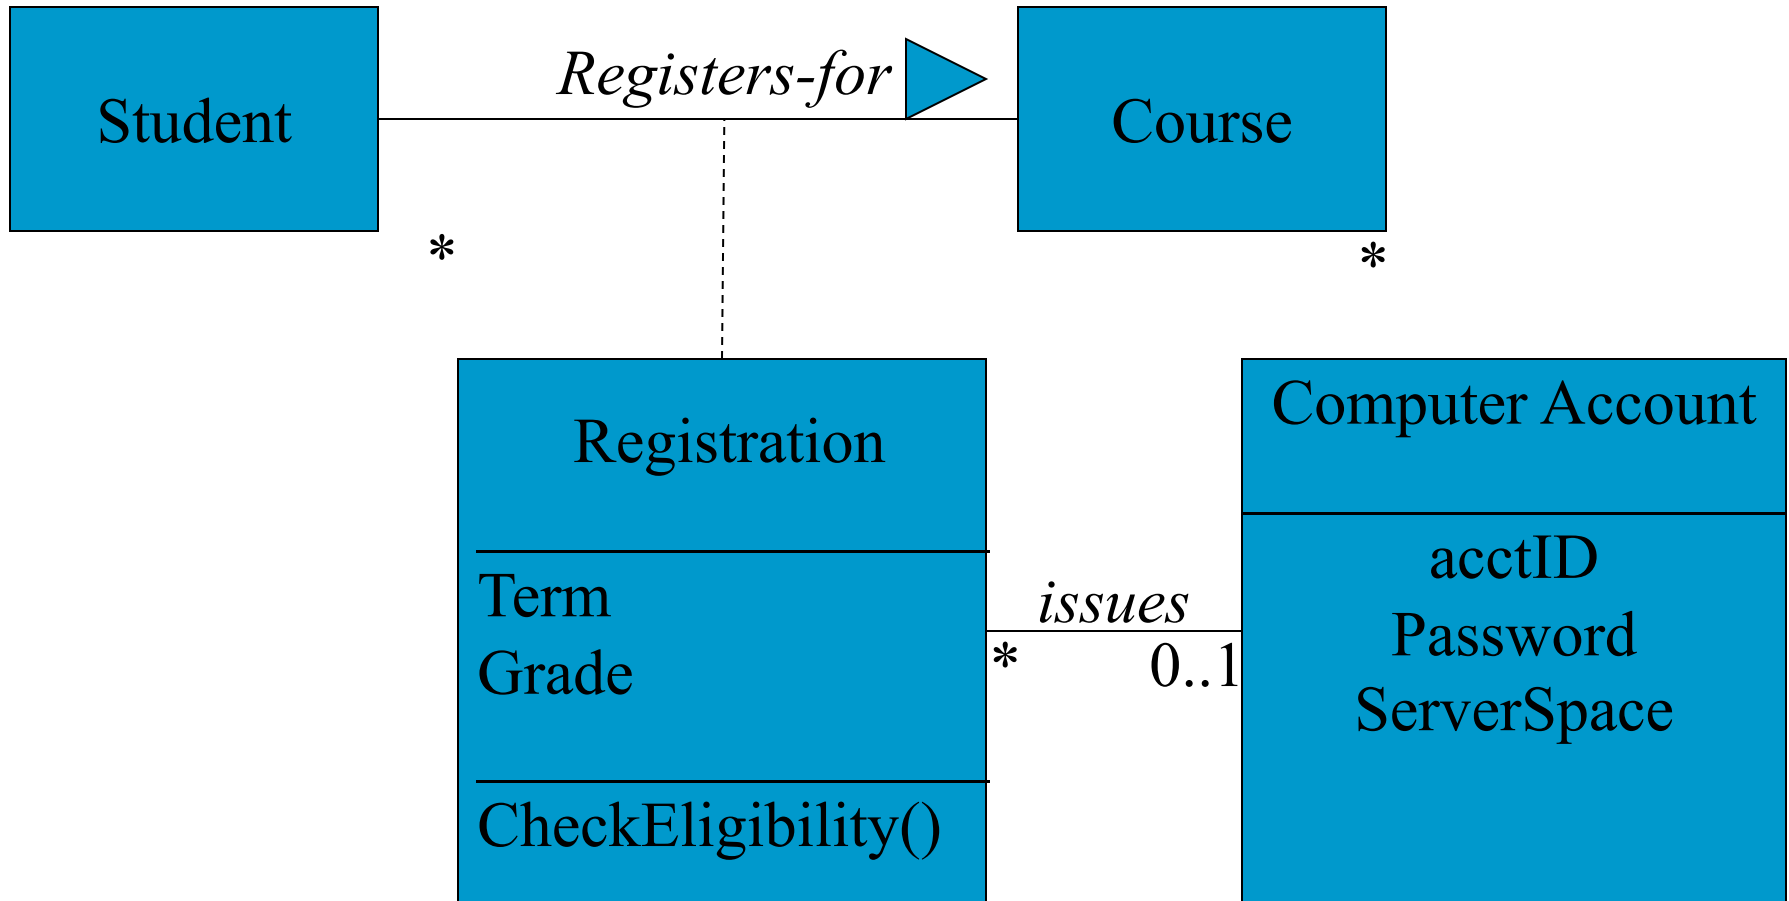 Student
Registers-for
Course
*
*
Registration
Term
Grade
CheckEligibility()
issues
*
0..1
Computer Account
acctID
Password
ServerSpace